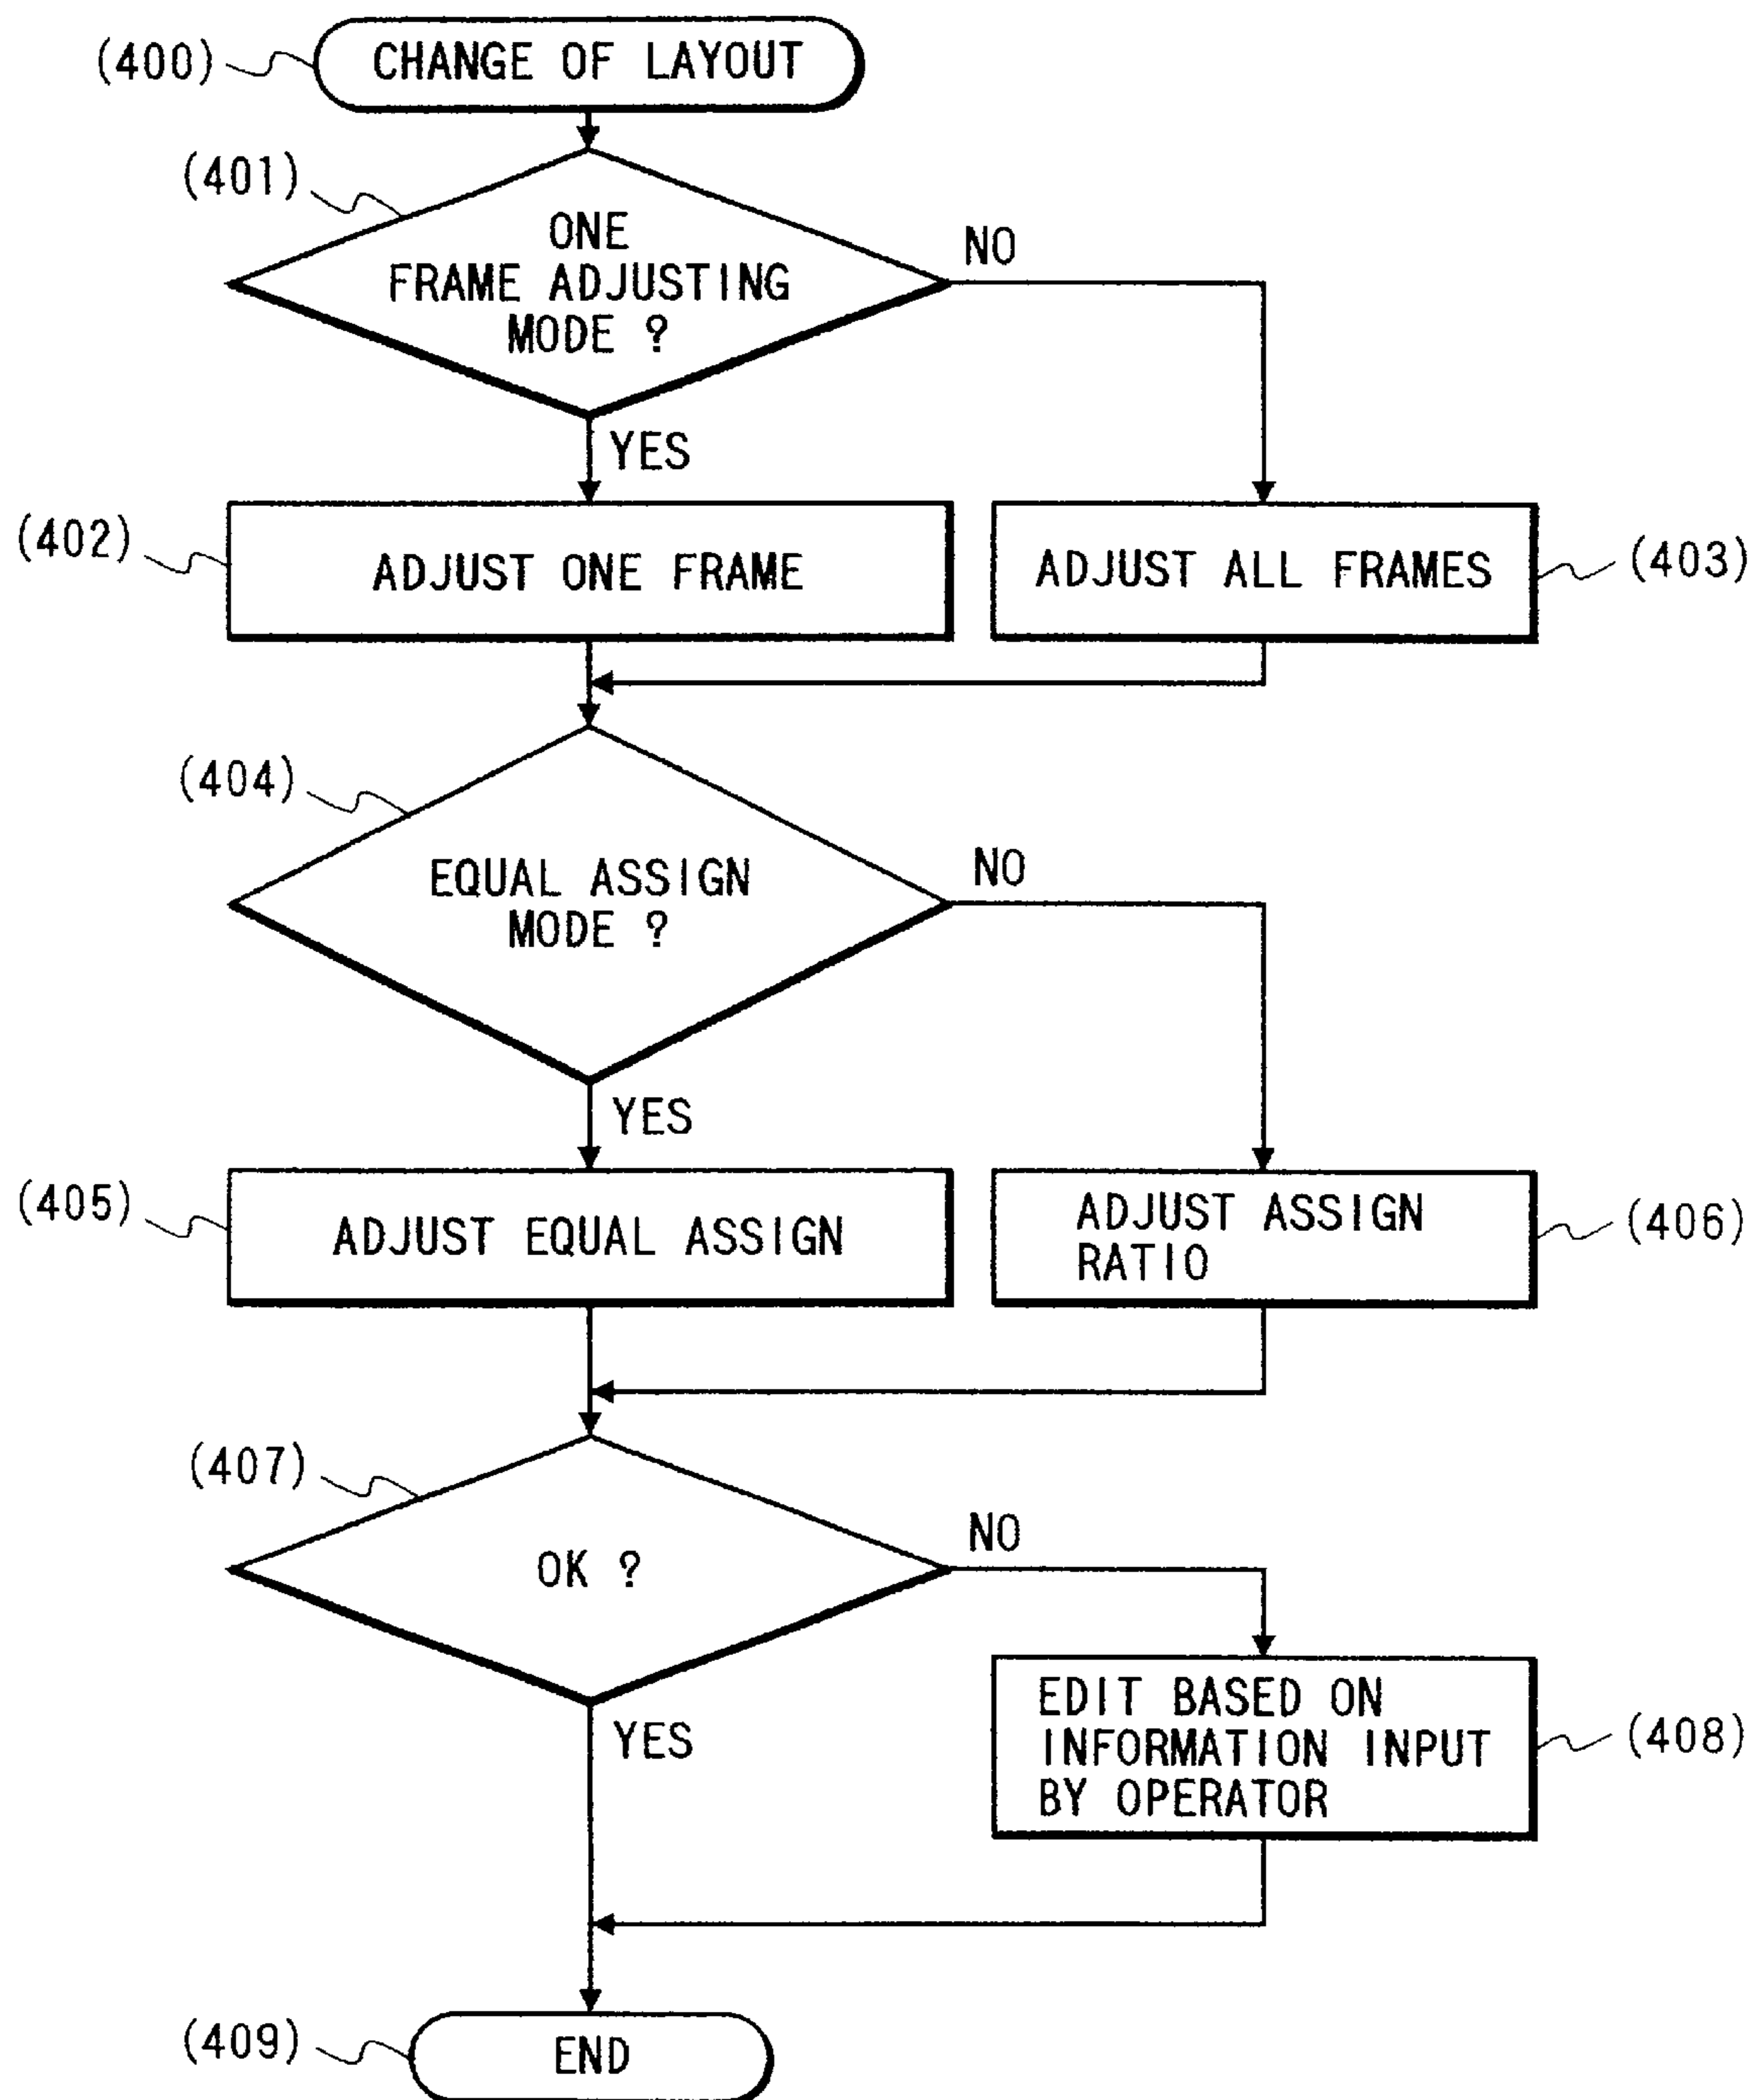 (400)
CHANGE OF LAYOUT
(401)
ONE
FRAME ADJUSTING
MODE ?
NO
YES
(402)
ADJUST ONE FRAME
ADJUST ALL FRAMES
(403)
(404)
EQUAL ASSIGN
MODE ?
NO
YES
(405)
ADJUST EQUAL ASSIGN
ADJUST ASSIGN
RATIO
(406)
(407)
OK ?
NO
YES
EDIT BASED ON
INFORMATION INPUT
BY OPERATOR
(408)
(409)
END